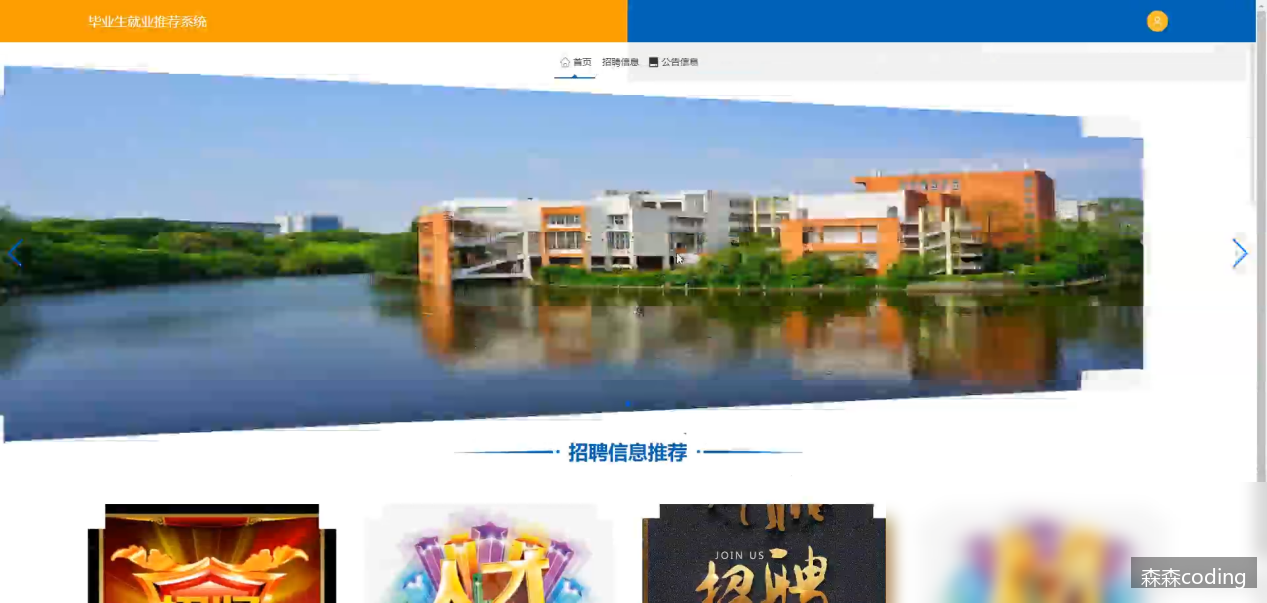 毕业生就业推荐系统
首页 招聘信息 公告信息
招聘信息推荐
人才
JOIN US
招聘
森森coding